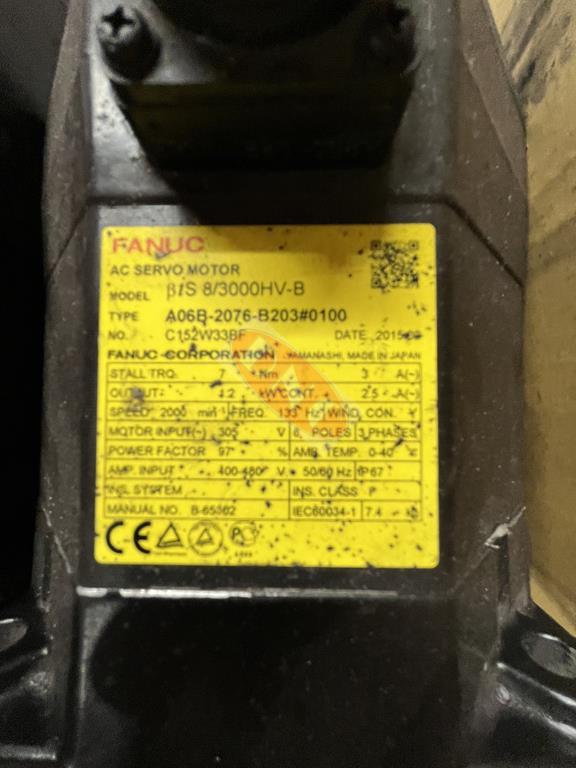 FANUC
AC SERVO MOTOR
MODEL βiS 8/3000HV-B
TYPE A06B-2076-B203#0100
NO. C152W33BF DATE 2015.
FANUC CORPORATION YAMANASHI, MADE IN JAPAN
STALL TRQ. 7 Nm 3 A(~)
OUTPUT 1.2 kW CONT. 2.5 A(~)
SPEED 2000 min FREQ. 133 Hz WIND. CON. Y
MOTOR INPUT(~) 305 V 8 POLES 3 PHASES
POWER FACTOR 97 % AMB. TEMP. 0-40 °C
AMP. INPUT 400-480 V 50/60 Hz IP67
INS. SYSTEM INS. CLASS F
MANUAL NO. B-65302 IEC60034-1 7.4
CE